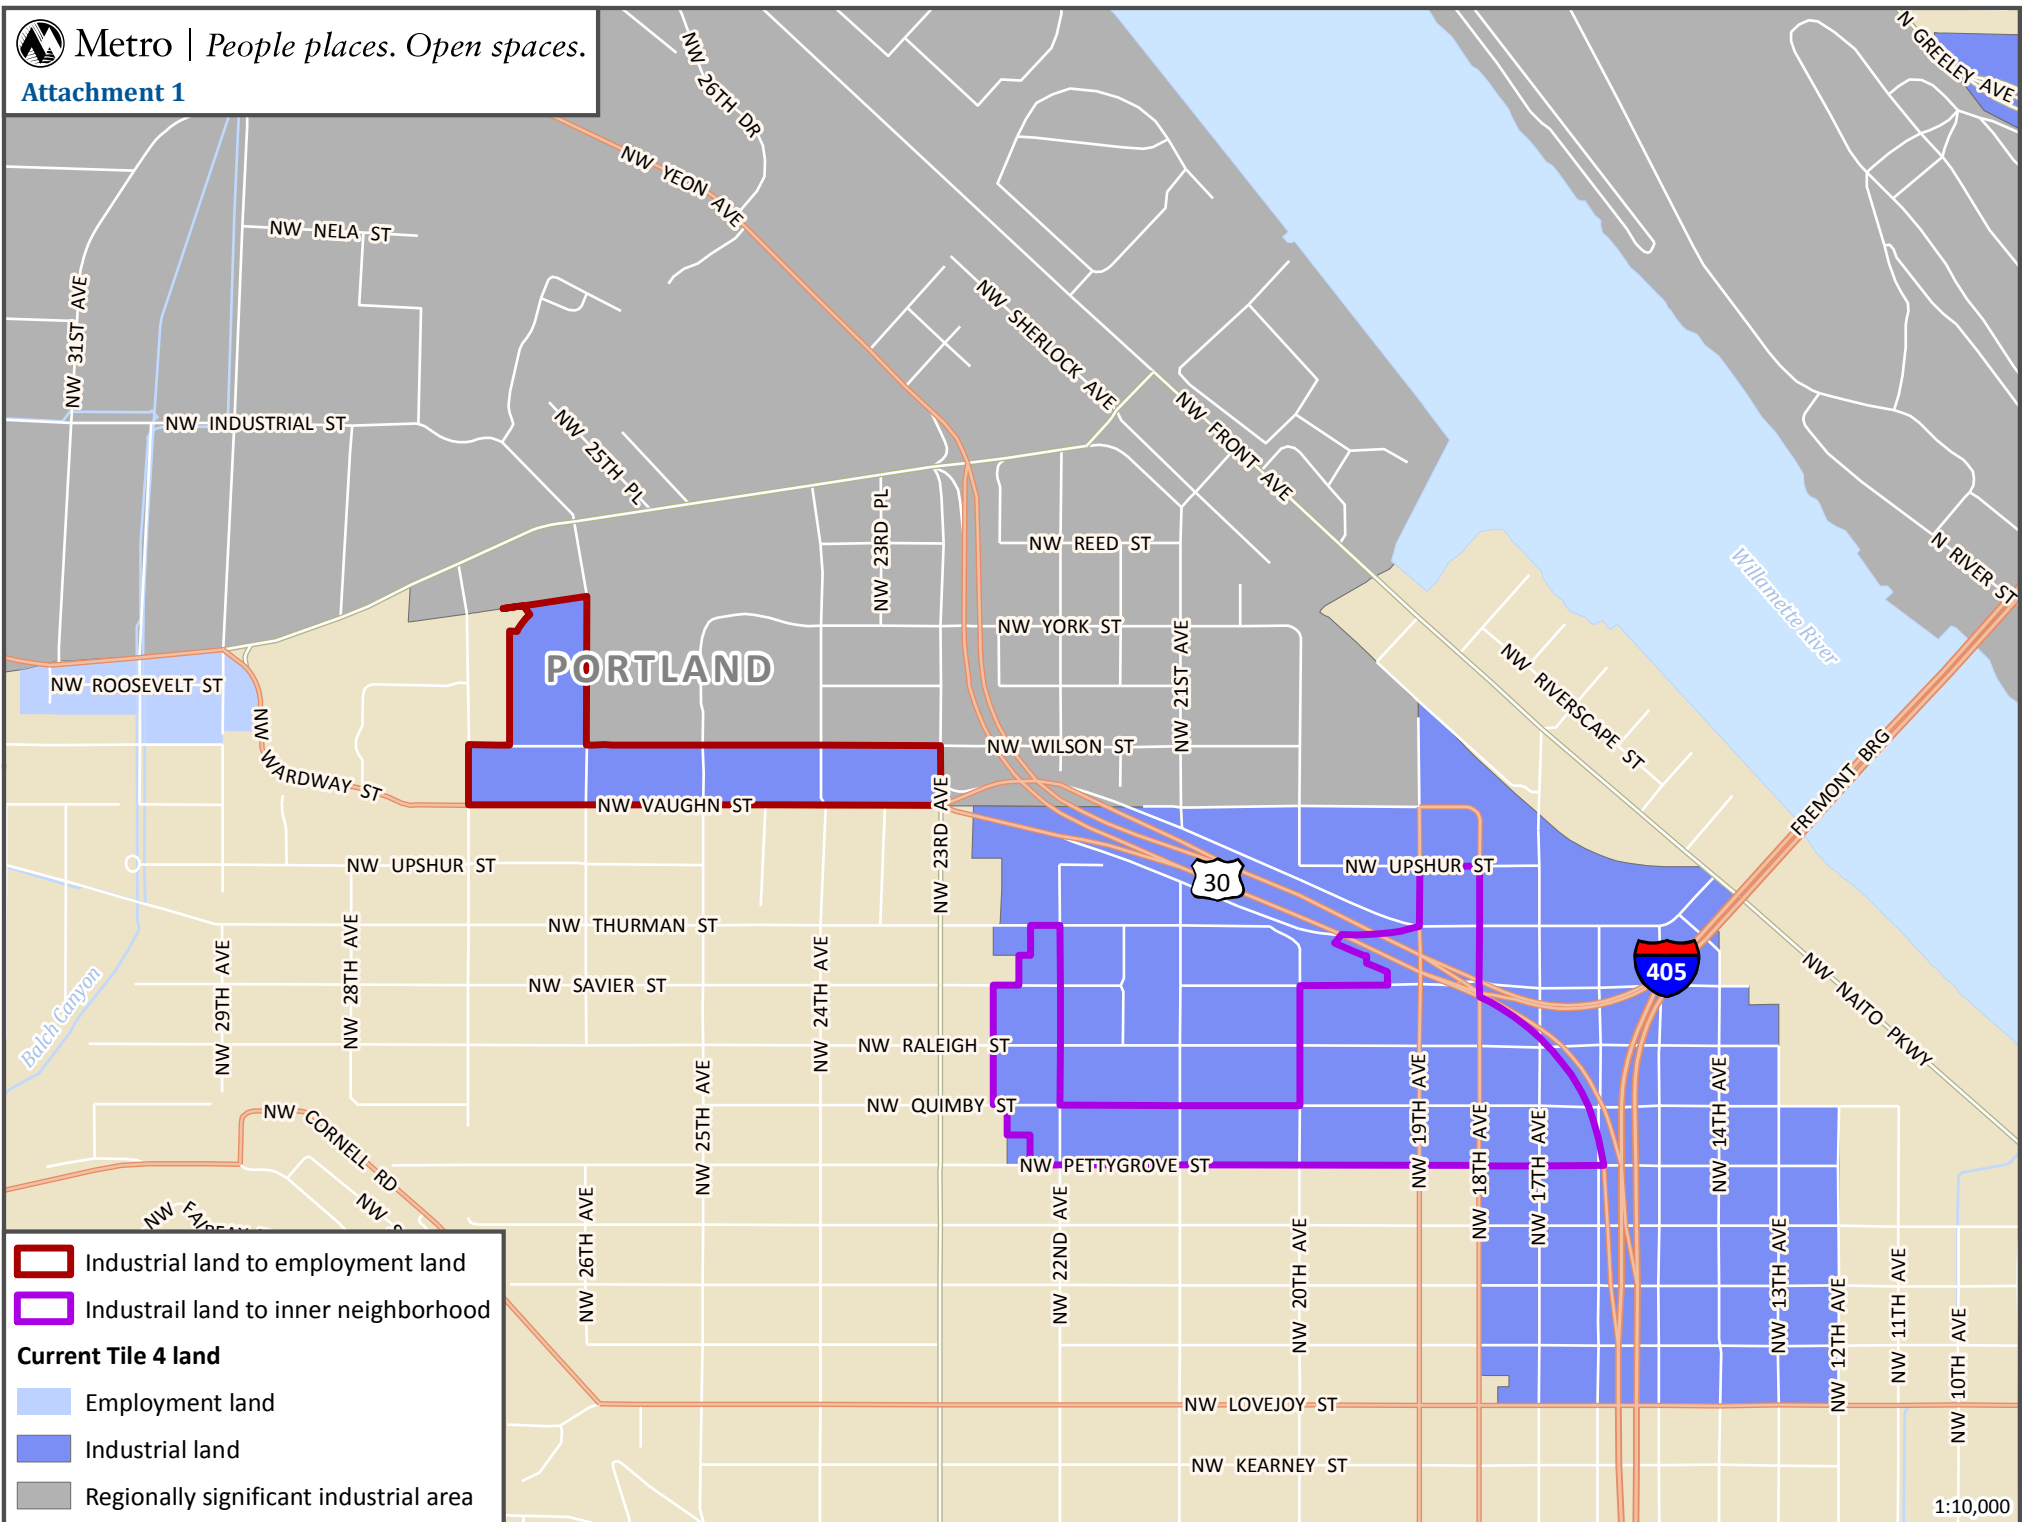 Metro | People places. Open spaces.
Attachment 1
NW 26TH DR
NW YEON AVE
N GREELEY AVE
NW NELA ST
NW 31ST AVE
NW SHERLOCK AVE
NW INDUSTRIAL ST
NW 25TH PL
NW FRONT AVE
NW 23RD PL
NW REED ST
N RIVER ST
Willamette River
NW YORK ST
NW 21ST AVE
PORTLAND
NW ROOSEVELT ST
NW RIVERSCAPE ST
NW WARDWAY ST
NW WILSON ST
FREMONT BRG
NW VAUGHN ST
NW 23RD AVE
NW UPSHUR ST
NW UPSHUR ST
30
NW THURMAN ST
NW 29TH AVE
NW 28TH AVE
NW 24TH AVE
405
NW SAVIER ST
NW NAITO PKWY
Balch Canyon
NW RALEIGH ST
NW 25TH AVE
NW 19TH AVE
NW 14TH AVE
NW QUIMBY ST
NW CORNELL RD
NW 18TH AVE
NW 17TH AVE
NW PETTYGROVE ST
NW 26TH AVE
NW 22ND AVE
NW 20TH AVE
NW 13TH AVE
NW 12TH AVE
NW 11TH AVE
NW 10TH AVE
NW
NW
NW LOVEJOY ST
NW KEARNEY ST
Industrial land to employment land
Industrail land to inner neighborhood
Current Tile 4 land
Employment land
Industrial land
Regionally significant industrial area
1:10,000